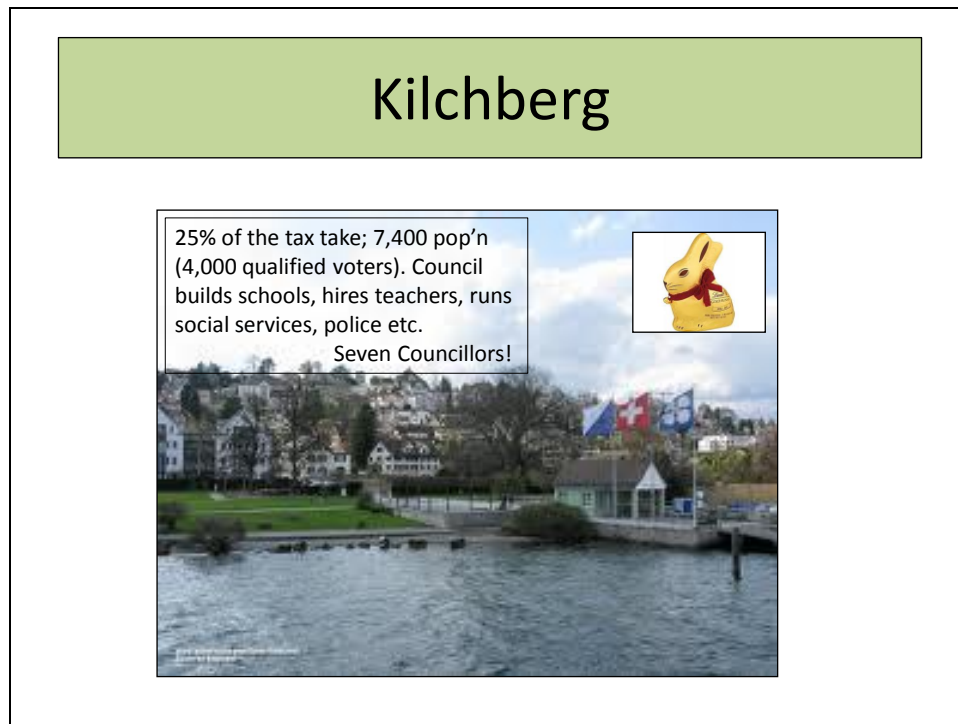 Kilchberg
25% of the tax take; 7,400 pop’n
(4,000 qualified voters). Council
builds schools, hires teachers, runs
social services, police etc.
Seven Councillors!